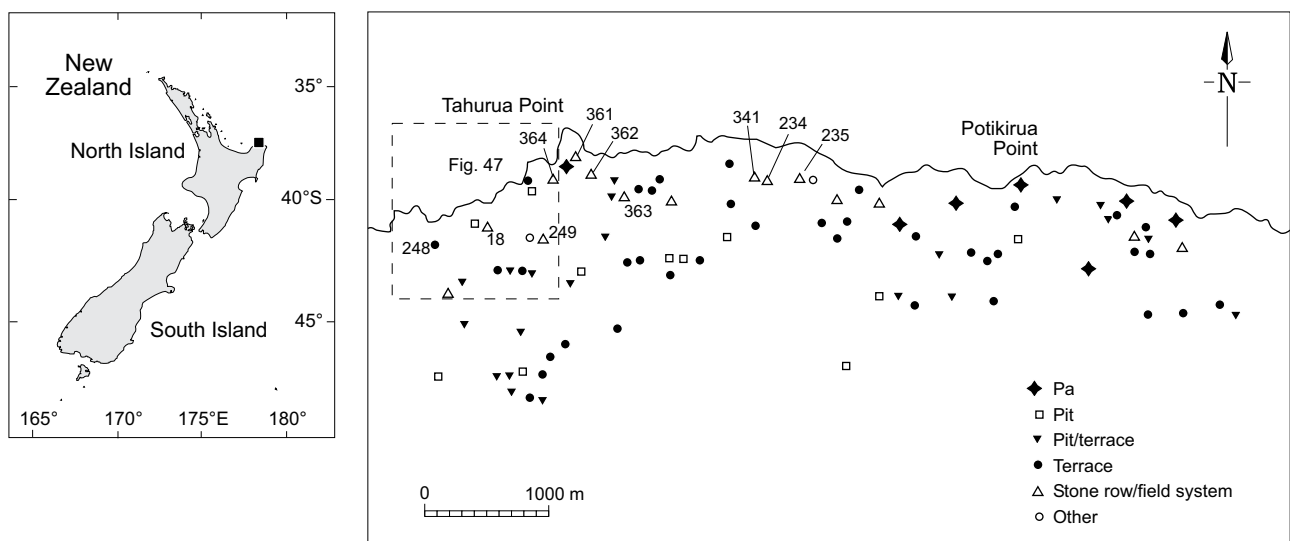 New
Zealand
North Island
South Island
35°
40°S
45°
165°
170°
175°E
180°
Tahurua Point
Fig. 47
364
361
362
363
248
18
249
341
234
235
Potikirua
Point
N
0
1000 m
Pa
Pit
Pit/terrace
Terrace
Stone row/field system
Other